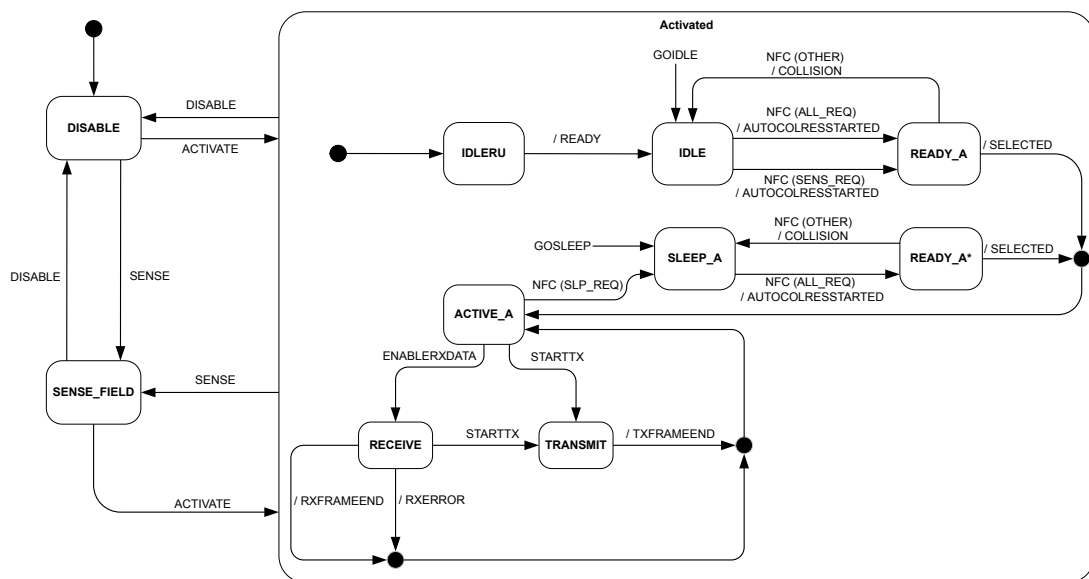 Activated
GOIDLE
NFC (OTHER)
/ COLLISION
DISABLE
DISABLE
ACTIVATE
IDLERU
/ READY
IDLE
NFC (ALL_REQ)
/ AUTOCOLRESSTARTED
READY_A
/ SELECTED
NFC (SENS_REQ)
/ AUTOCOLRESSTARTED
NFC (OTHER)
/ COLLISION
GOSLEEP
SLEEP_A
READY_A*
/ SELECTED
DISABLE
SENSE
NFC (SLP_REQ)
NFC (ALL_REQ)
/ AUTOCOLRESSTARTED
ACTIVE_A
ENABLERXDATA
STARTTX
SENSE_FIELD
SENSE
RECEIVE
STARTTX
TRANSMIT
/ TXFRAMEEND
/ RXFRAMEEND
/ RXERROR
ACTIVATE